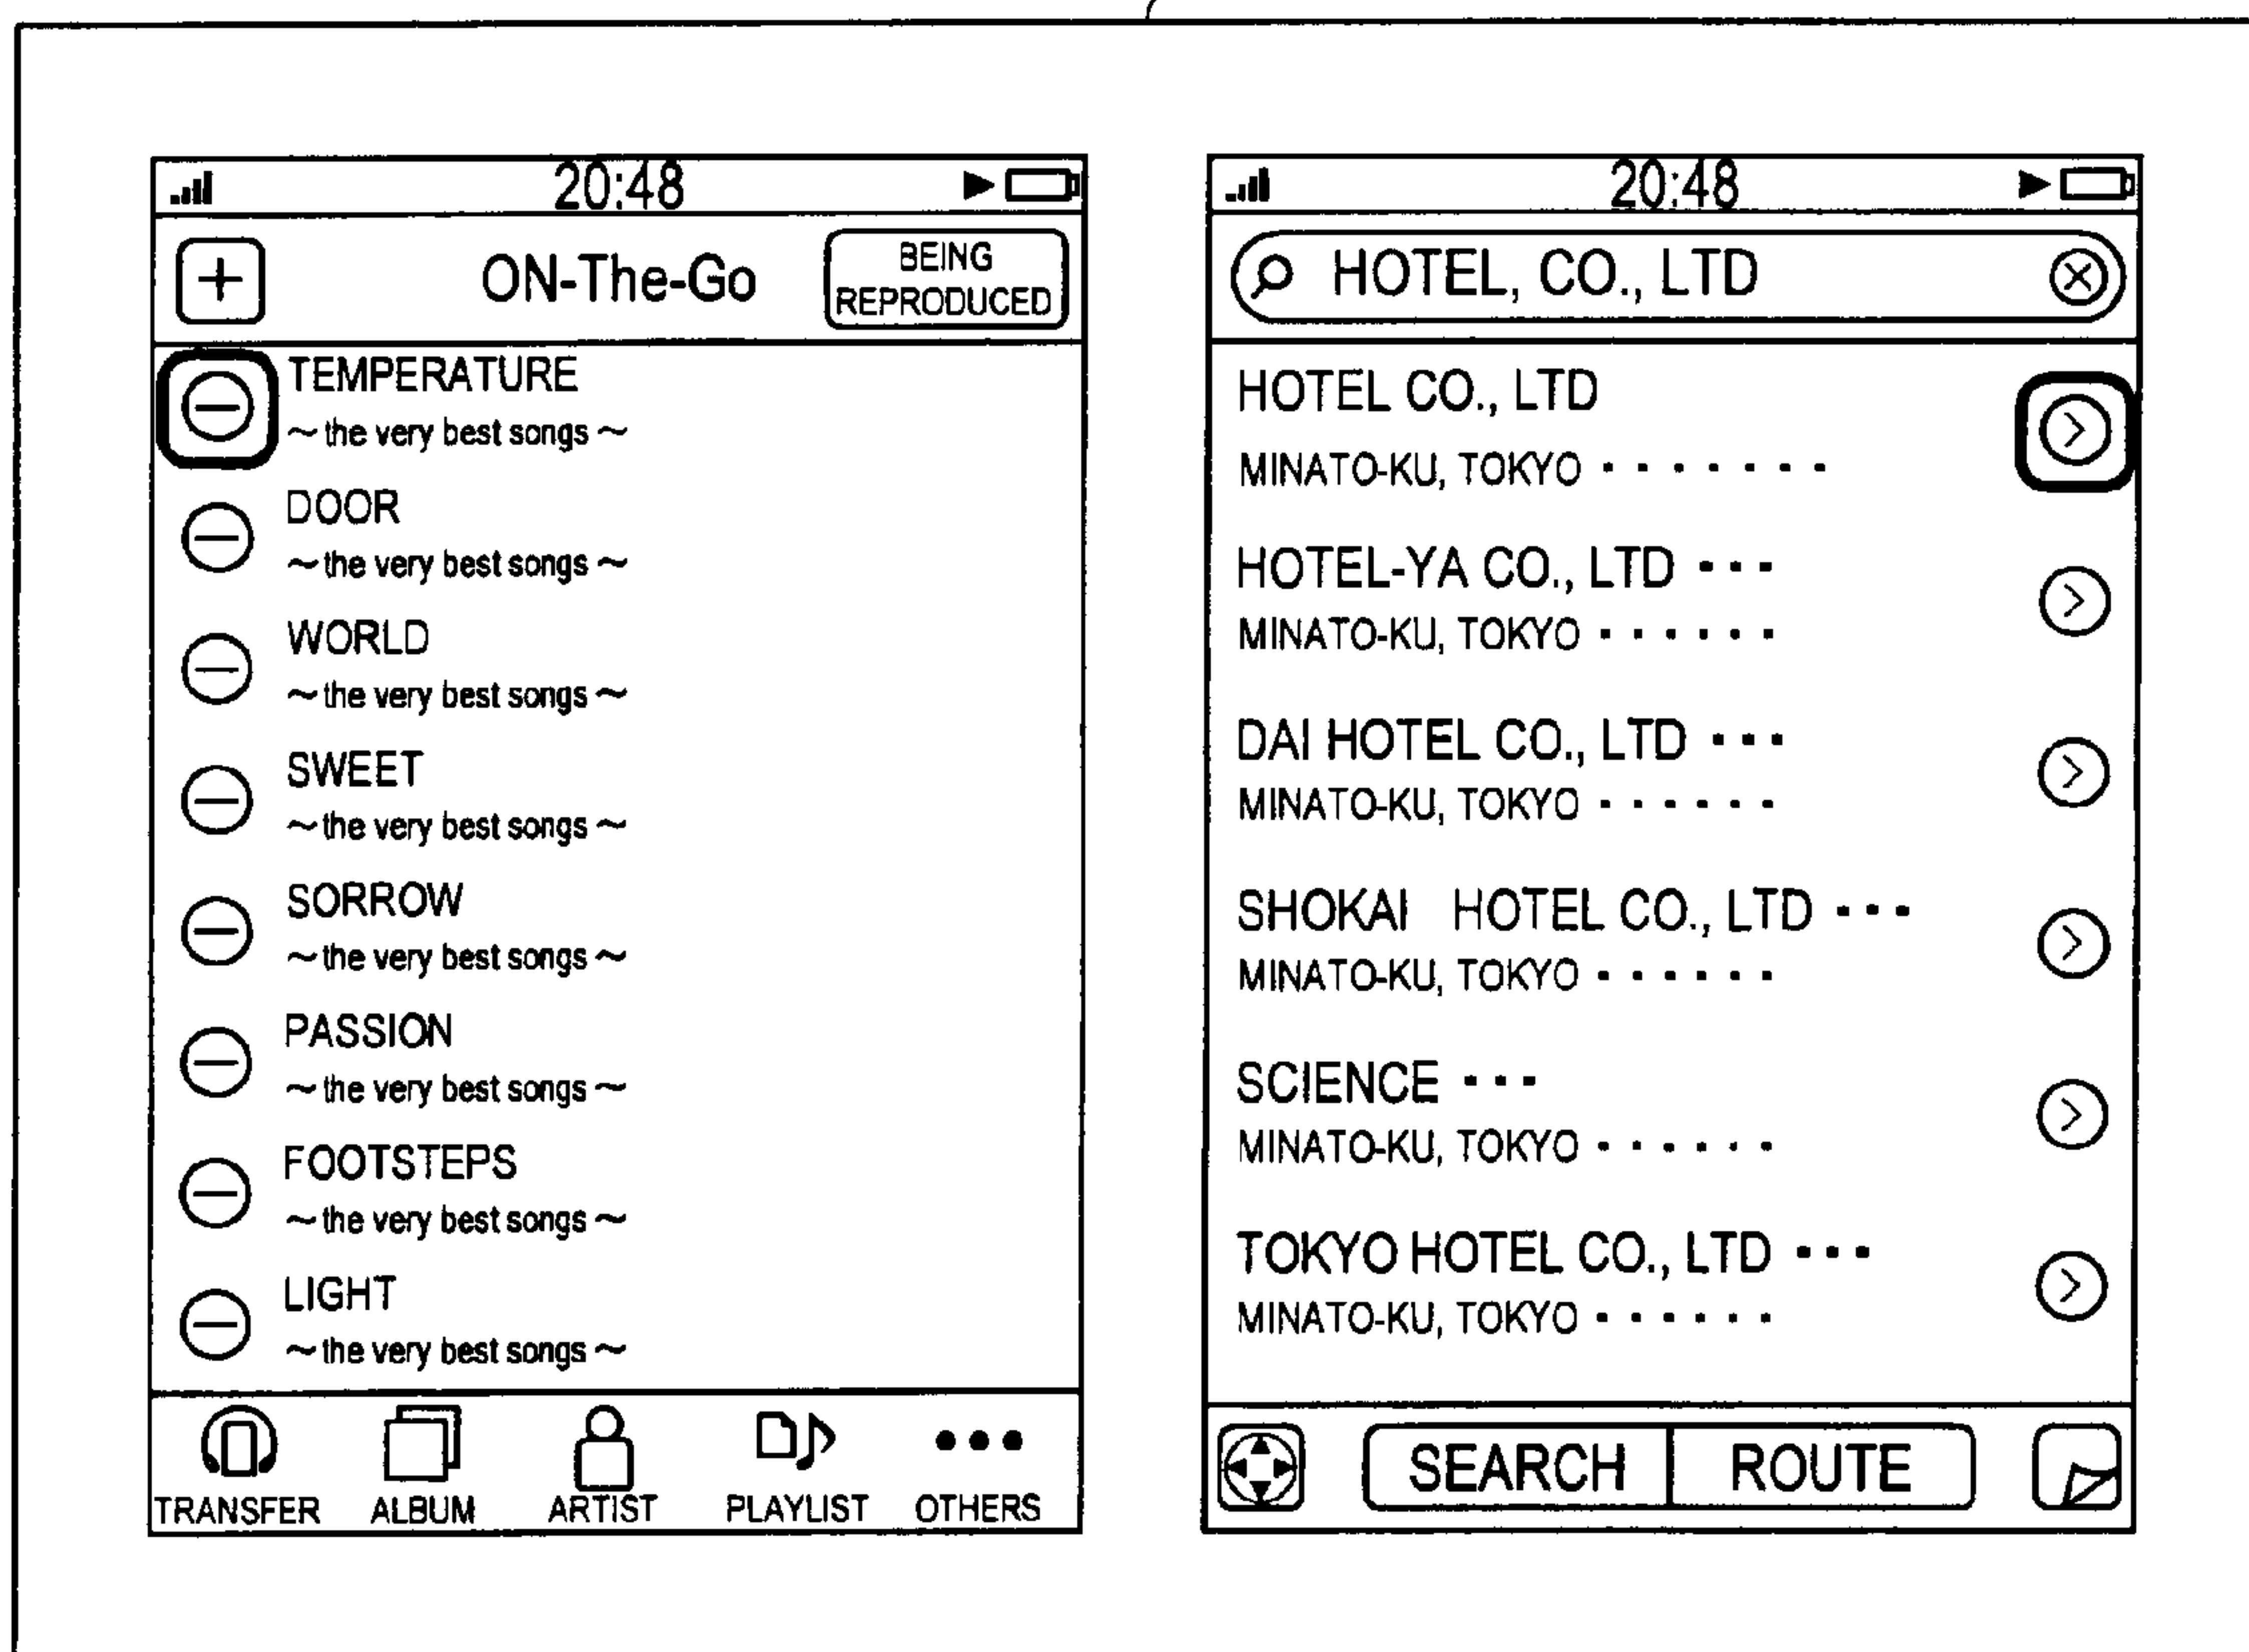 20:48
ON-The-Go
BEING
REPRODUCED
TEMPERATURE
~the very best songs~
DOOR
~the very best songs~
WORLD
~the very best songs~
SWEET
~the very best songs~
SORROW
~the very best songs~
PASSION
~the very best songs~
FOOTSTEPS
~the very best songs~
LIGHT
~the very best songs~
TRANSFER ALBUM ARTIST PLAYLIST OTHERS
20:48
HOTEL, CO., LTD
HOTEL CO., LTD
MINATO-KU, TOKYO ·······
HOTEL-YA CO., LTD ···
MINATO-KU, TOKYO ······
DAI HOTEL CO., LTD ···
MINATO-KU, TOKYO ······
SHOKAI HOTEL CO., LTD ···
MINATO-KU, TOKYO ······
SCIENCE ···
MINATO-KU, TOKYO ······
TOKYO HOTEL CO., LTD ···
MINATO-KU, TOKYO ······
SEARCH ROUTE